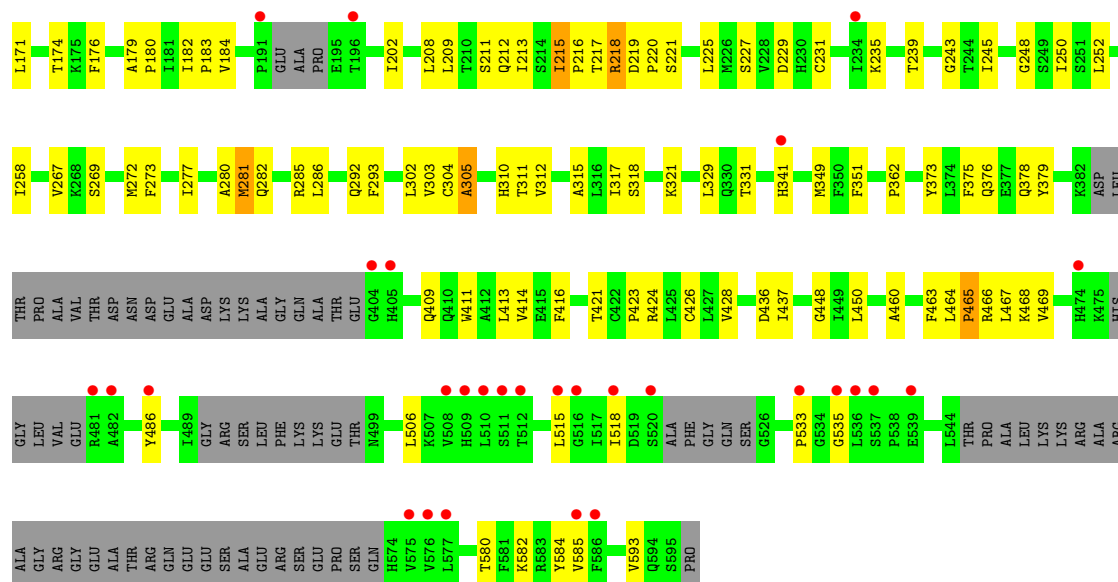 L171 T174 K175 F176 A179 P180 I181 I182 P183 V184 P191 GLU ALA PRO E195 T196 I202 L208 L209 T210 S211 Q212 I213 S214 I215 P216 T217 R218 D219 P220 S221 L225 M226 S227 V228 D229 H230 C231 I234 K235 T239 G243 T244 I245 G248 S249 I250 S251 L252
I258 V267 K268 S269 M272 F273 I277 A280 M281 Q282 R285 L286 Q292 F293 L302 V303 C304 A305 H310 T311 V312 A315 L316 T317 S318 K321 L329 Q330 T331 H341 M349 F350 F351 P362 Y373 L374 F375 Q376 E377 Q378 Y379 K382 ASP LEU
THR PRO ALA VAL THR ASP ASN ASP GLU ALA ASP LYS LYS ALA GLY GLN ALA THR GLU G404 H405 Q409 Q410 W411 A412 L413 V414 E415 F416 T421 C422 P423 R424 L425 C426 L427 V428 D436 I437 G448 I449 L450 A460 F463 L464 P465 R466 L467 K468 V469 H474 K475 HIS
GLY LEU VAL GLU R481 A482 Y486 I489 GLY ARG SER LEU PHE LYS LYS GLU THR N499 L506 K507 V508 H509 L510 S511 T512 L515 G516 I517 I518 D519 S520 ALA PHE GLY GLN SER G526 P533 G534 G535 L536 S537 P538 E539 L544 THR PRO ALA LEU LYS LYS ARG ALA ARG
ALA GLY ARG GLY GLU ALA THR ARG GLN GLU GLU SER ALA GLU ARG SER GLU PRO SER GLN H574 V575 V576 L577 T580 F581 K582 R583 Y584 V585 F586 V593 Q594 S595 PRO